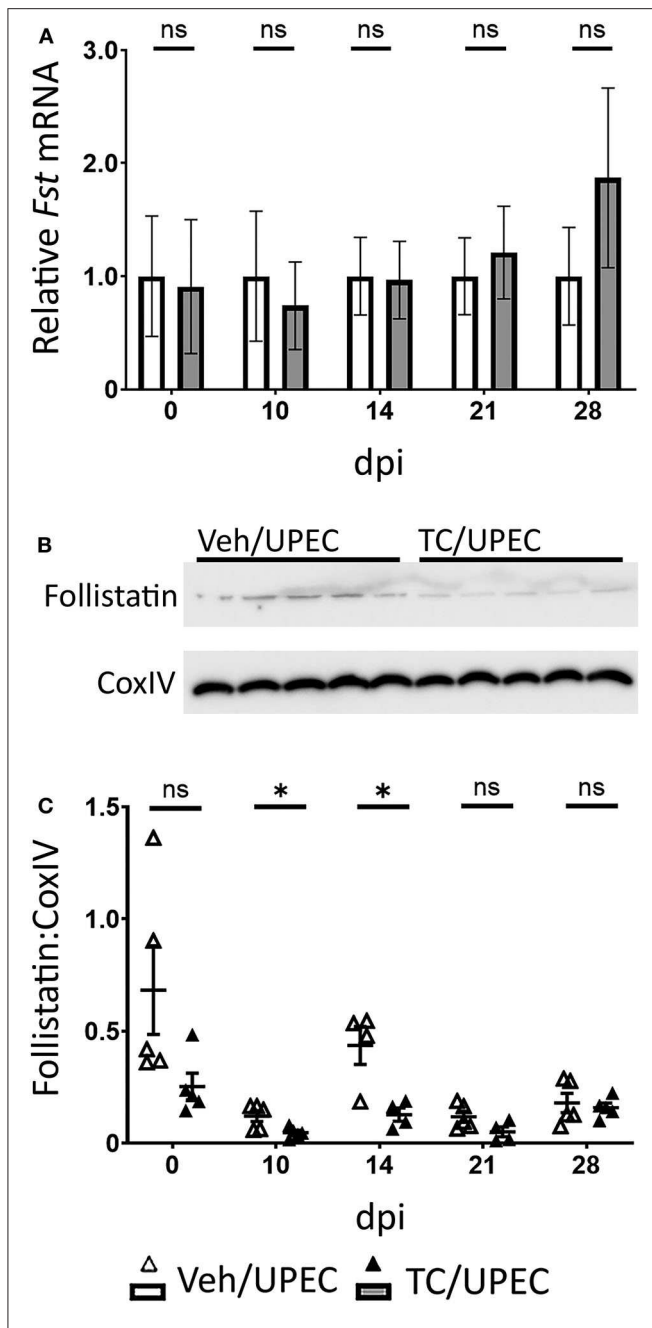 A
ns ns ns ns ns
Relative Fst mRNA
3.0
2.0
1.0
0
0 10 14 21 28
dpi
B
Veh/UPEC TC/UPEC
Follistatin
CoxIV
C
ns * * ns ns
Follistatin:CoxIV
1.5
1.0
0.5
0
0 10 14 21 28
dpi
Veh/UPEC TC/UPEC